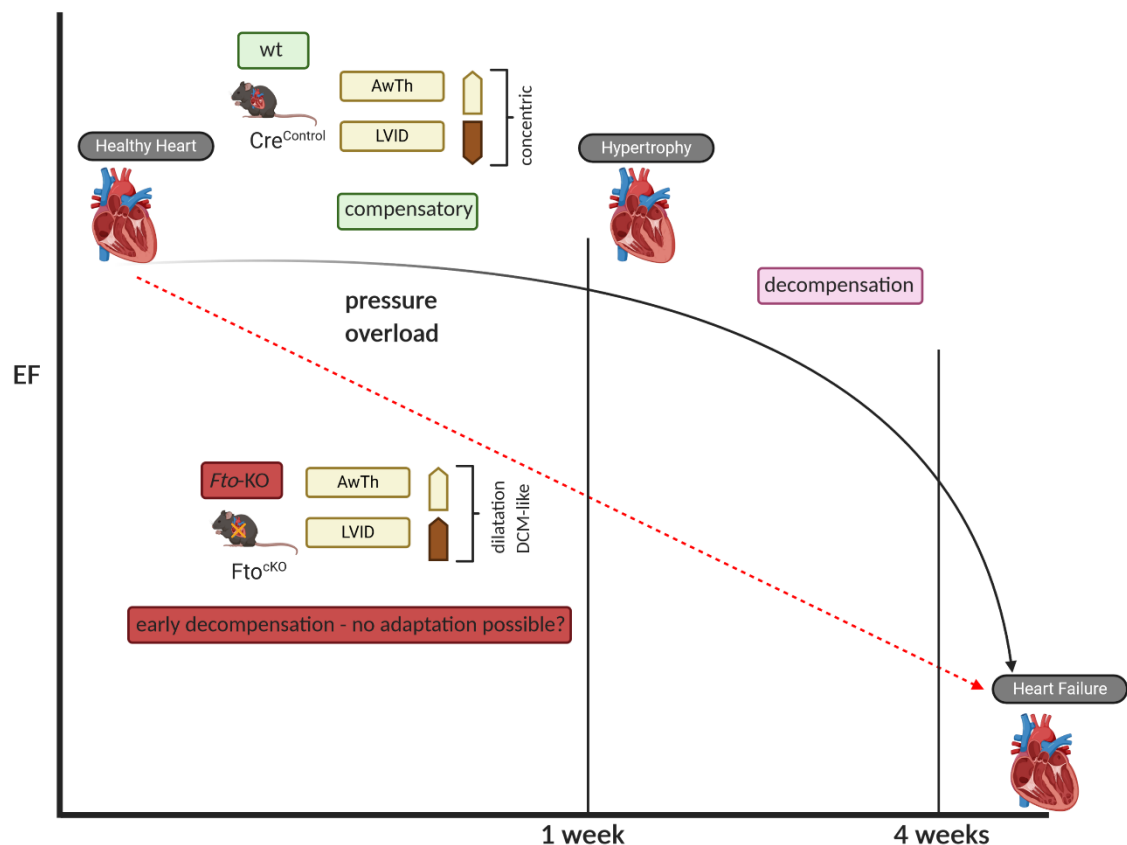 wt
AwTh
LVID
concentric
Cre^Control
Healthy Heart
Hypertrophy
compensatory
decompensation
pressure
overload
EF
Fto-KO
AwTh
LVID
dilatation
DCM-like
Fto^cKO
early decompensation - no adaptation possible?
Heart Failure
1 week
4 weeks